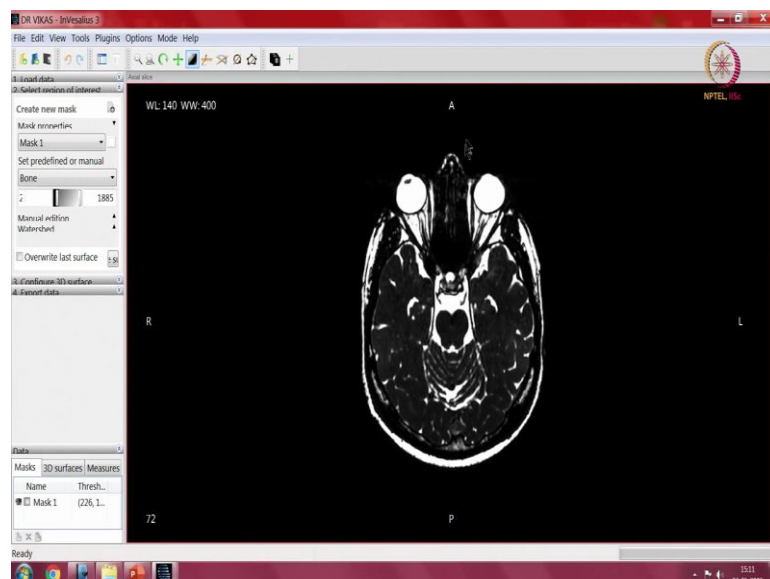 DR VIKAS - InVesalius 3
File Edit View Tools Plugins Options Mode Help
NPTEL, IISc
1. Load data
Axial slice
2. Select region of interest
Create new mask
WL: 140 WW: 400
A
Mask properties
Mask 1
Set predefined or manual
Bone
1885
Manual edition
Watershed
Overwrite last surface
3. Configure 3D surface
4. Export data
R
L
Data
Masks 3D surfaces Measures
Name Thresh...
Mask 1 (226, 1...
72
P
Ready
15:11